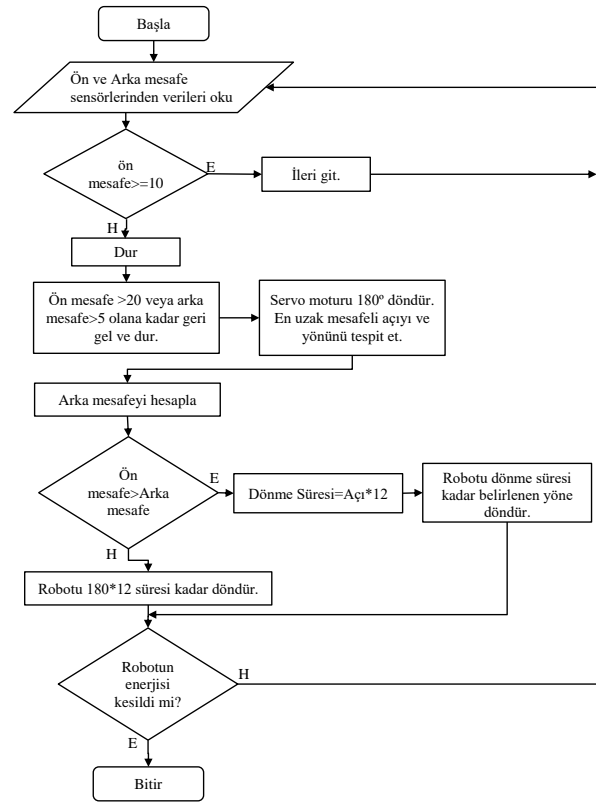 Başla
Ön ve Arka mesafe
sensörlerinden verileri oku
ön
mesafe>=10
E
İleri git.
H
Dur
Ön mesafe >20 veya arka
mesafe>5 olana kadar geri
gel ve dur.
Servo moturu 180º döndür.
En uzak mesafeli açıyı ve
yönünü tespit et.
Arka mesafeyi hesapla
Ön
mesafe>Arka
mesafe
E
Dönme Süresi=Açı*12
Robotu dönme süresi
kadar belirlenen yöne
döndür.
H
Robotu 180*12 süresi kadar döndür.
Robotun
enerjisi
kesildi mi?
H
E
Bitir